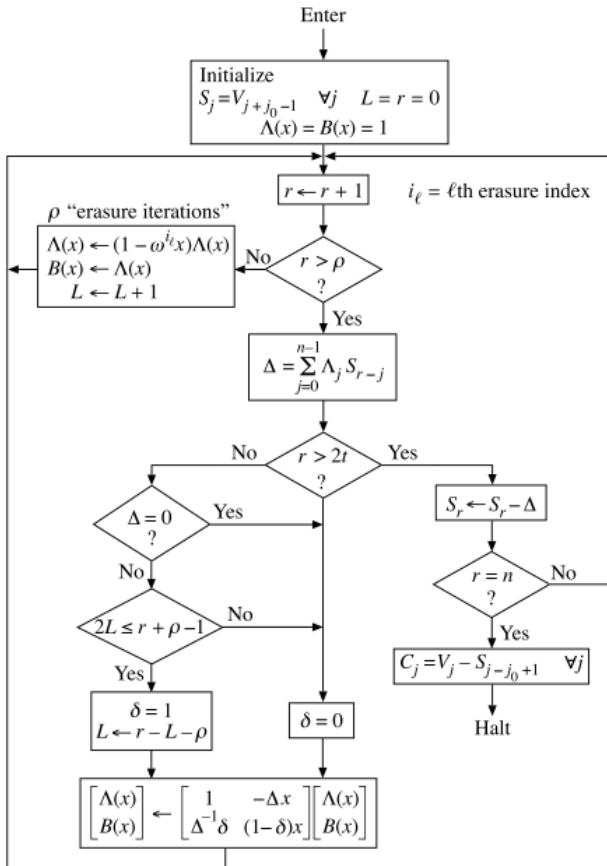 Enter
Initialize
S_j = V_{j+j_0−1}   ∀j   L = r = 0
Λ(x) = B(x) = 1
r ← r + 1
i_ℓ = ℓth erasure index
ρ “erasure iterations”
Λ(x) ← (1 − ω^{i_ℓ}x)Λ(x)
B(x) ← Λ(x)
L ← L + 1
No
r > ρ
?
Yes
Δ = ∑_{j=0}^{n−1} Λ_j S_{r−j}
No
r > 2t
?
Yes
Δ = 0
?
Yes
No
S_r ← S_r − Δ
r = n
?
No
Yes
2L ≤ r + ρ −1
No
Yes
C_j = V_j − S_{j−j_0+1}   ∀j
Halt
δ = 1
L ← r − L − ρ
δ = 0
[Λ(x)] ← [1   −Δx] [Λ(x)]
[B(x)] [Δ^{−1}δ   (1−δ)x] [B(x)]